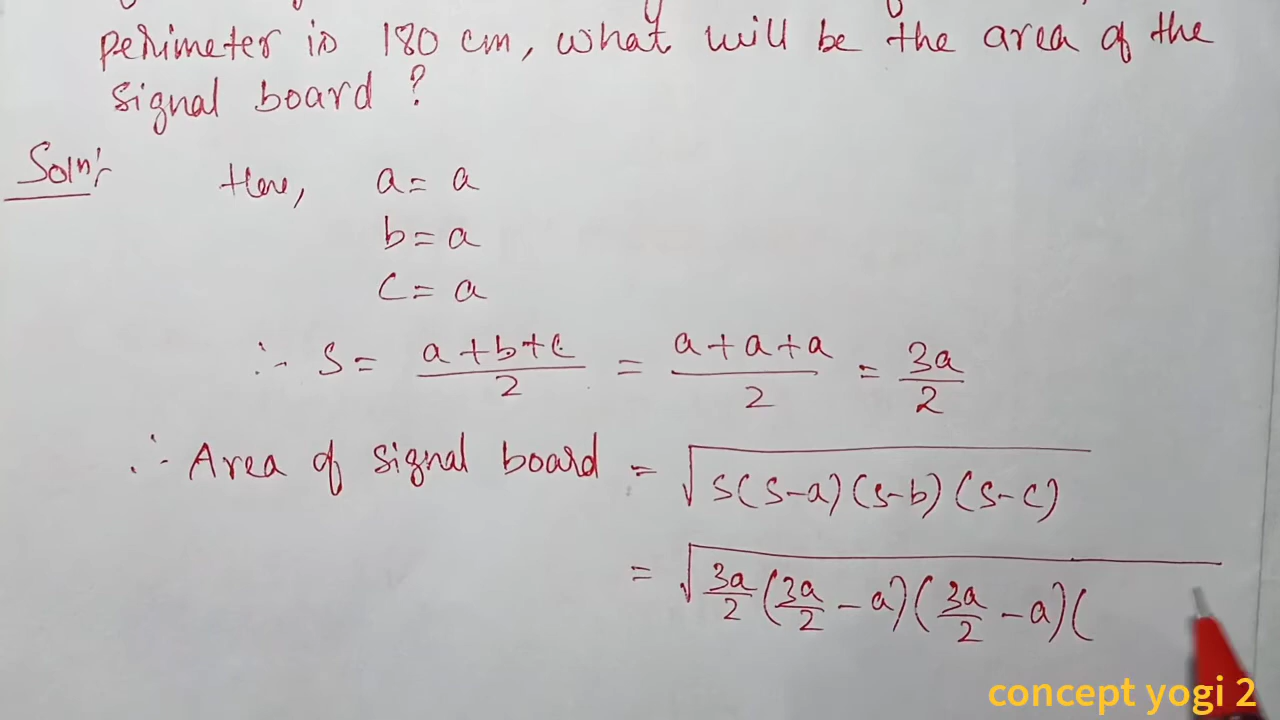 perimeter is 180 cm, what will be the area of the
signal board ?
Soln:-
Here, a = a
b = a
c = a
∴ S = a+b+c/2 = a+a+a/2 = 3a/2
∴ Area of signal board = √S(S-a)(S-b)(S-c)
= √3a/2(3a/2 - a)(3a/2 - a)(
concept yogi 2